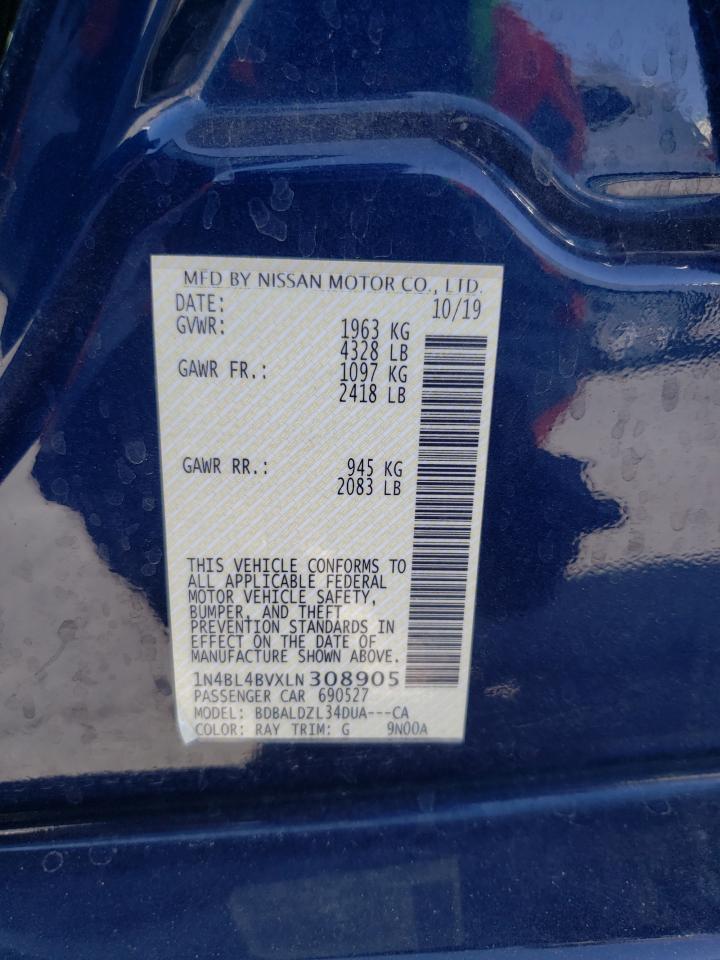 MFD BY NISSAN MOTOR CO., LTD.
DATE: 10/19
GVWR: 1963 KG
4328 LB
GAWR FR.: 1097 KG
2418 LB
GAWR RR.: 945 KG
2083 LB
THIS VEHICLE CONFORMS TO
ALL APPLICABLE FEDERAL
MOTOR VEHICLE SAFETY,
BUMPER, AND THEFT
PREVENTION STANDARDS IN
EFFECT ON THE DATE OF
MANUFACTURE SHOWN ABOVE.
1N4BL4BVXLN308905
PASSENGER CAR 690527
MODEL: BDBALDZL34DUA---CA
COLOR: RAY TRIM: G 9N00A